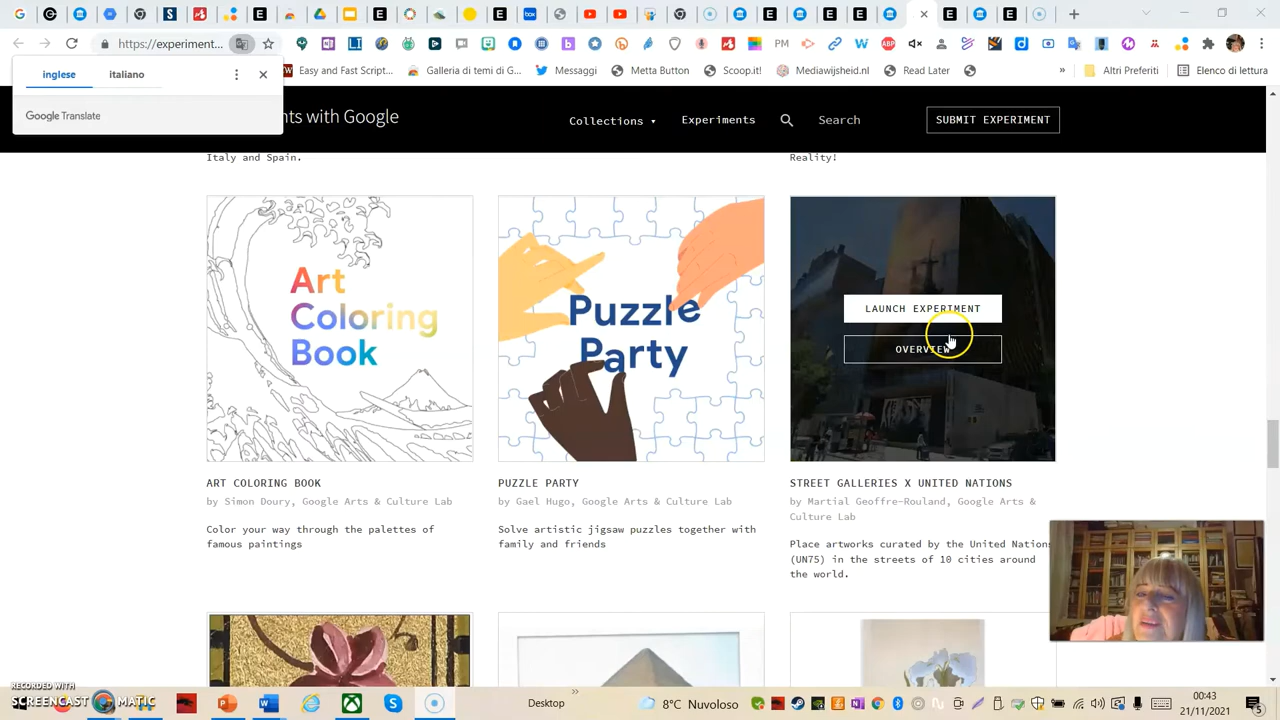 https://experiment...
PM
ABP
inglese
italiano
Google Translate
Easy and Fast Script...
Galleria di temi di G...
Messaggi
Metta Button
Scoop.it!
Mediawijsheid.nl
Read Later
»
Altri Preferiti
Elenco di lettura
nts with Google
Collections
Experiments
Search
SUBMIT EXPERIMENT
Italy and Spain.
Reality!
Art
Coloring
Book
Puzzle
Party
LAUNCH EXPERIMENT
OVERVIEW
ART COLORING BOOK
by Simon Doury, Google Arts & Culture Lab
Color your way through the palettes of
famous paintings
PUZZLE PARTY
by Gael Hugo, Google Arts & Culture Lab
Solve artistic jigsaw puzzles together with
family and friends
STREET GALLERIES X UNITED NATIONS
by Martial Geoffre-Rouland, Google Arts &
Culture Lab
Place artworks curated by the United Nations
(UN75) in the streets of 10 cities around
the world.
RECORDED WITH
SCREENCAST MATIC
Desktop
»
8°C Nuvoloso
00:43
21/11/2021
5